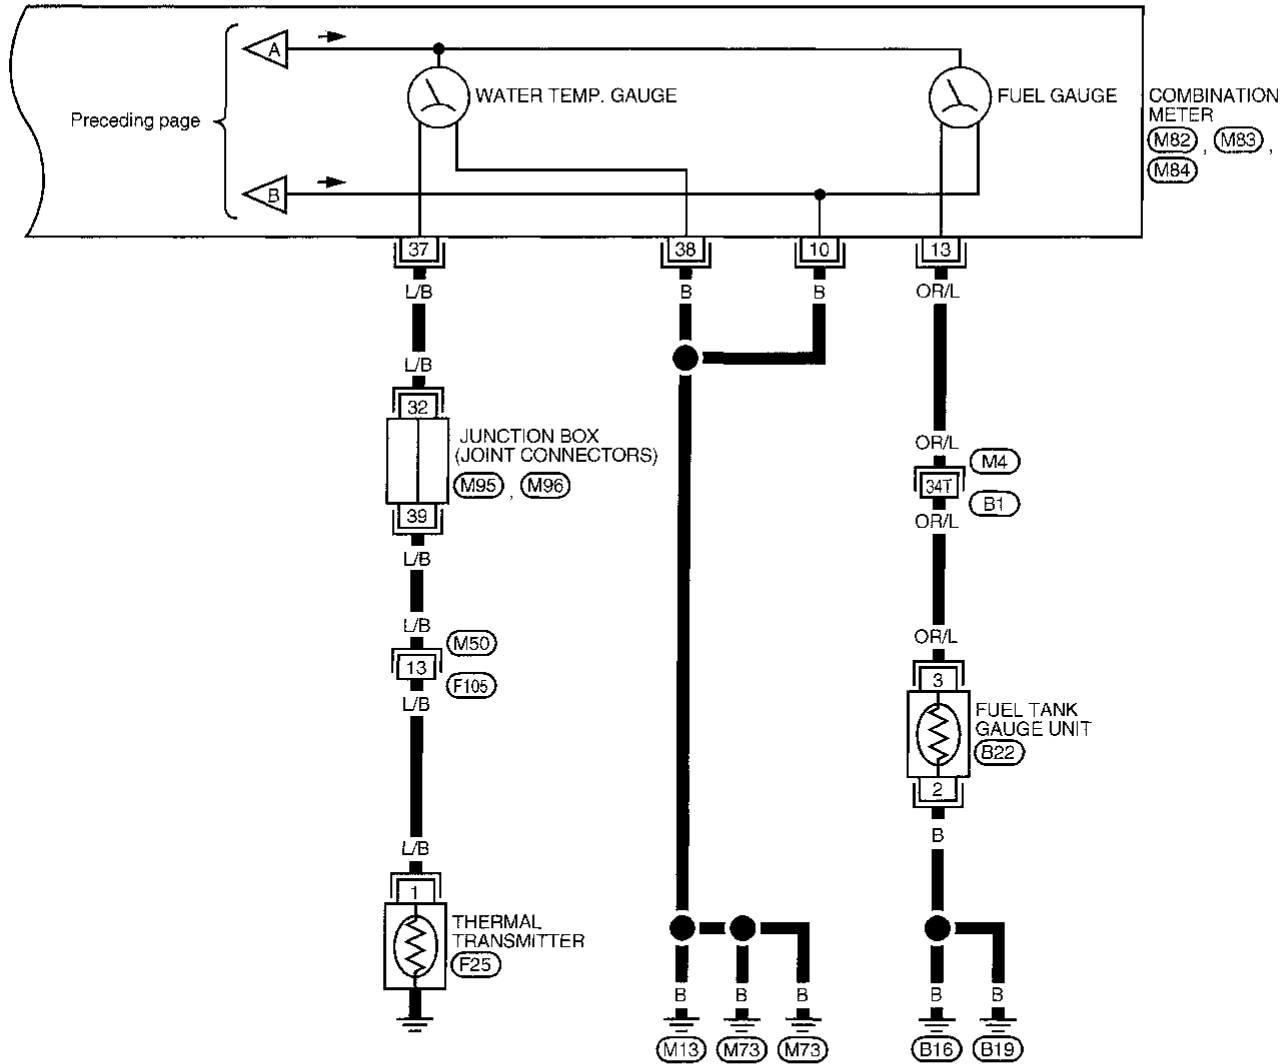 A
WATER TEMP. GAUGE
FUEL GAUGE
COMBINATION
METER
M82 , M83 ,
M84
Preceding page
B
37
38
10
13
L/B
B
B
OR/L
L/B
32
JUNCTION BOX
(JOINT CONNECTORS)
M95 , M96
39
L/B
OR/L
M4
34T
B1
OR/L
L/B
M50
13
F105
L/B
OR/L
3
FUEL TANK
GAUGE UNIT
B22
2
B
L/B
1
THERMAL
TRANSMITTER
F25
B
B
B
B
B
M13
M73
M73
B16
B19